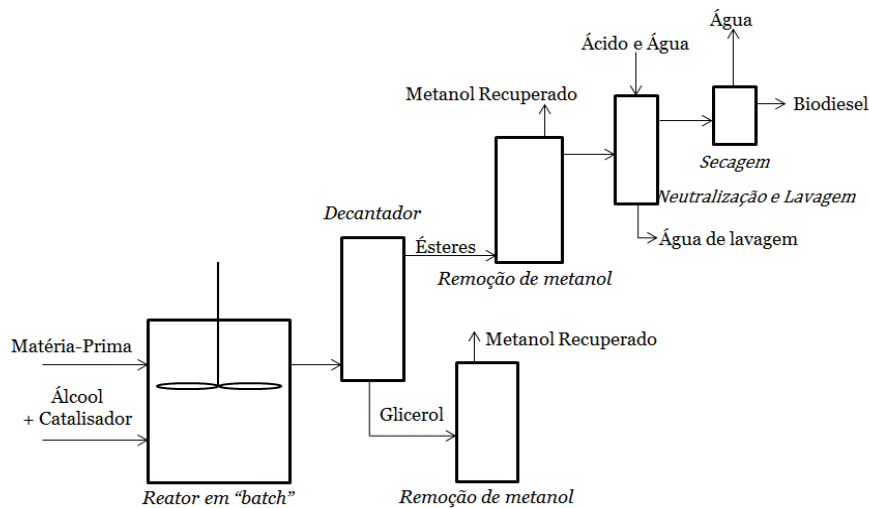 Água
Ácido e Água
Metanol Recuperado
Biodiesel
Secagem
Neutralização e Lavagem
Decantador
Ésteres
Água de lavagem
Remoção de metanol
Matéria-Prima
Metanol Recuperado
Álcool
+ Catalisador
Glicerol
Reator em “batch”
Remoção de metanol